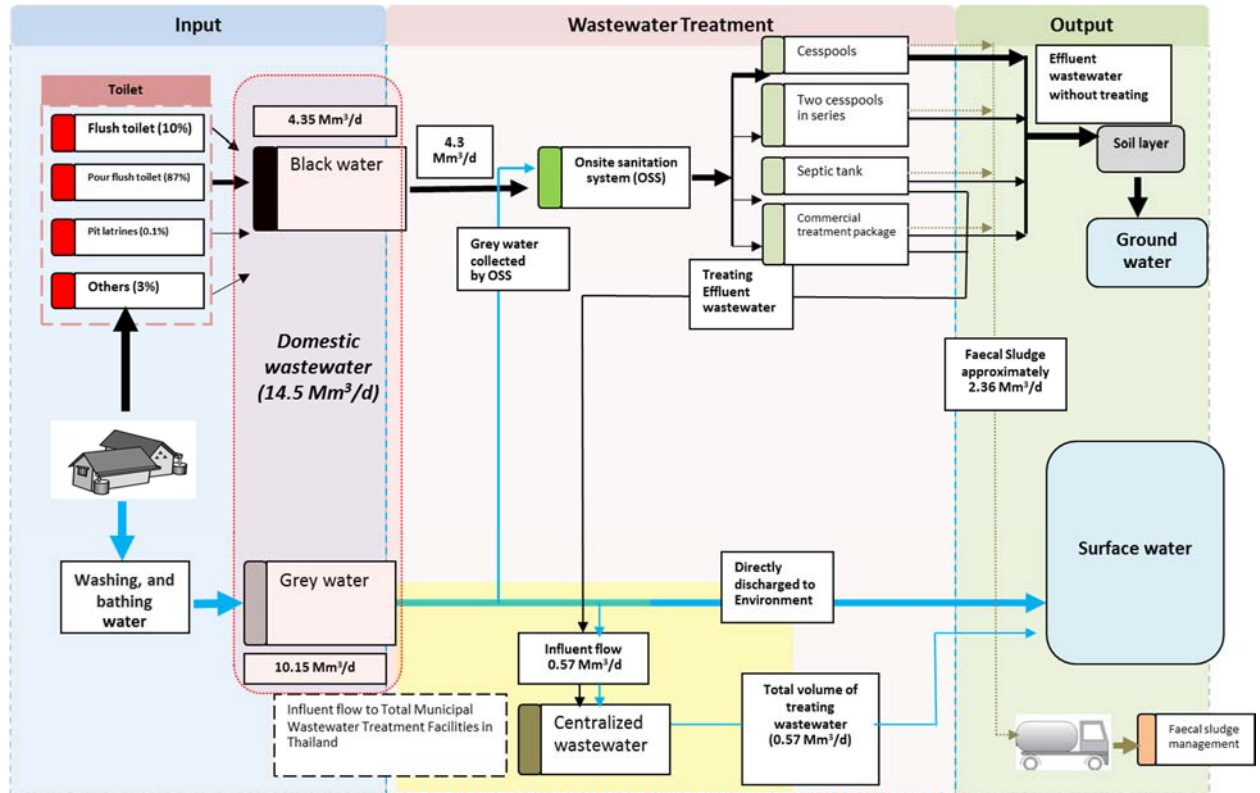 Input
Wastewater Treatment
Output
Toilet
Flush toilet (10%)
Pour flush toilet (87%)
Pit latrines (0.1%)
Others (3%)
4.35 Mm³/d
Black water
4.3
Mm³/d
Onsite sanitation
system (OSS)
Cesspools
Two cesspools
in series
Septic tank
Commercial
treatment package
Effluent
wastewater
without treating
Soil layer
Ground
water
Grey water
collected
by OSS
Treating
Effluent
wastewater
Domestic
wastewater
(14.5 Mm³/d)
Faecal Sludge
approximately
2.36 Mm³/d
Washing, and
bathing
water
Grey water
10.15 Mm³/d
Directly
discharged to
Environment
Surface water
Influent flow
0.57 Mm³/d
Influent flow to Total Municipal
Wastewater Treatment Facilities in
Thailand
Centralized
wastewater
Total volume of
treating
wastewater
(0.57 Mm³/d)
Faecal sludge
management